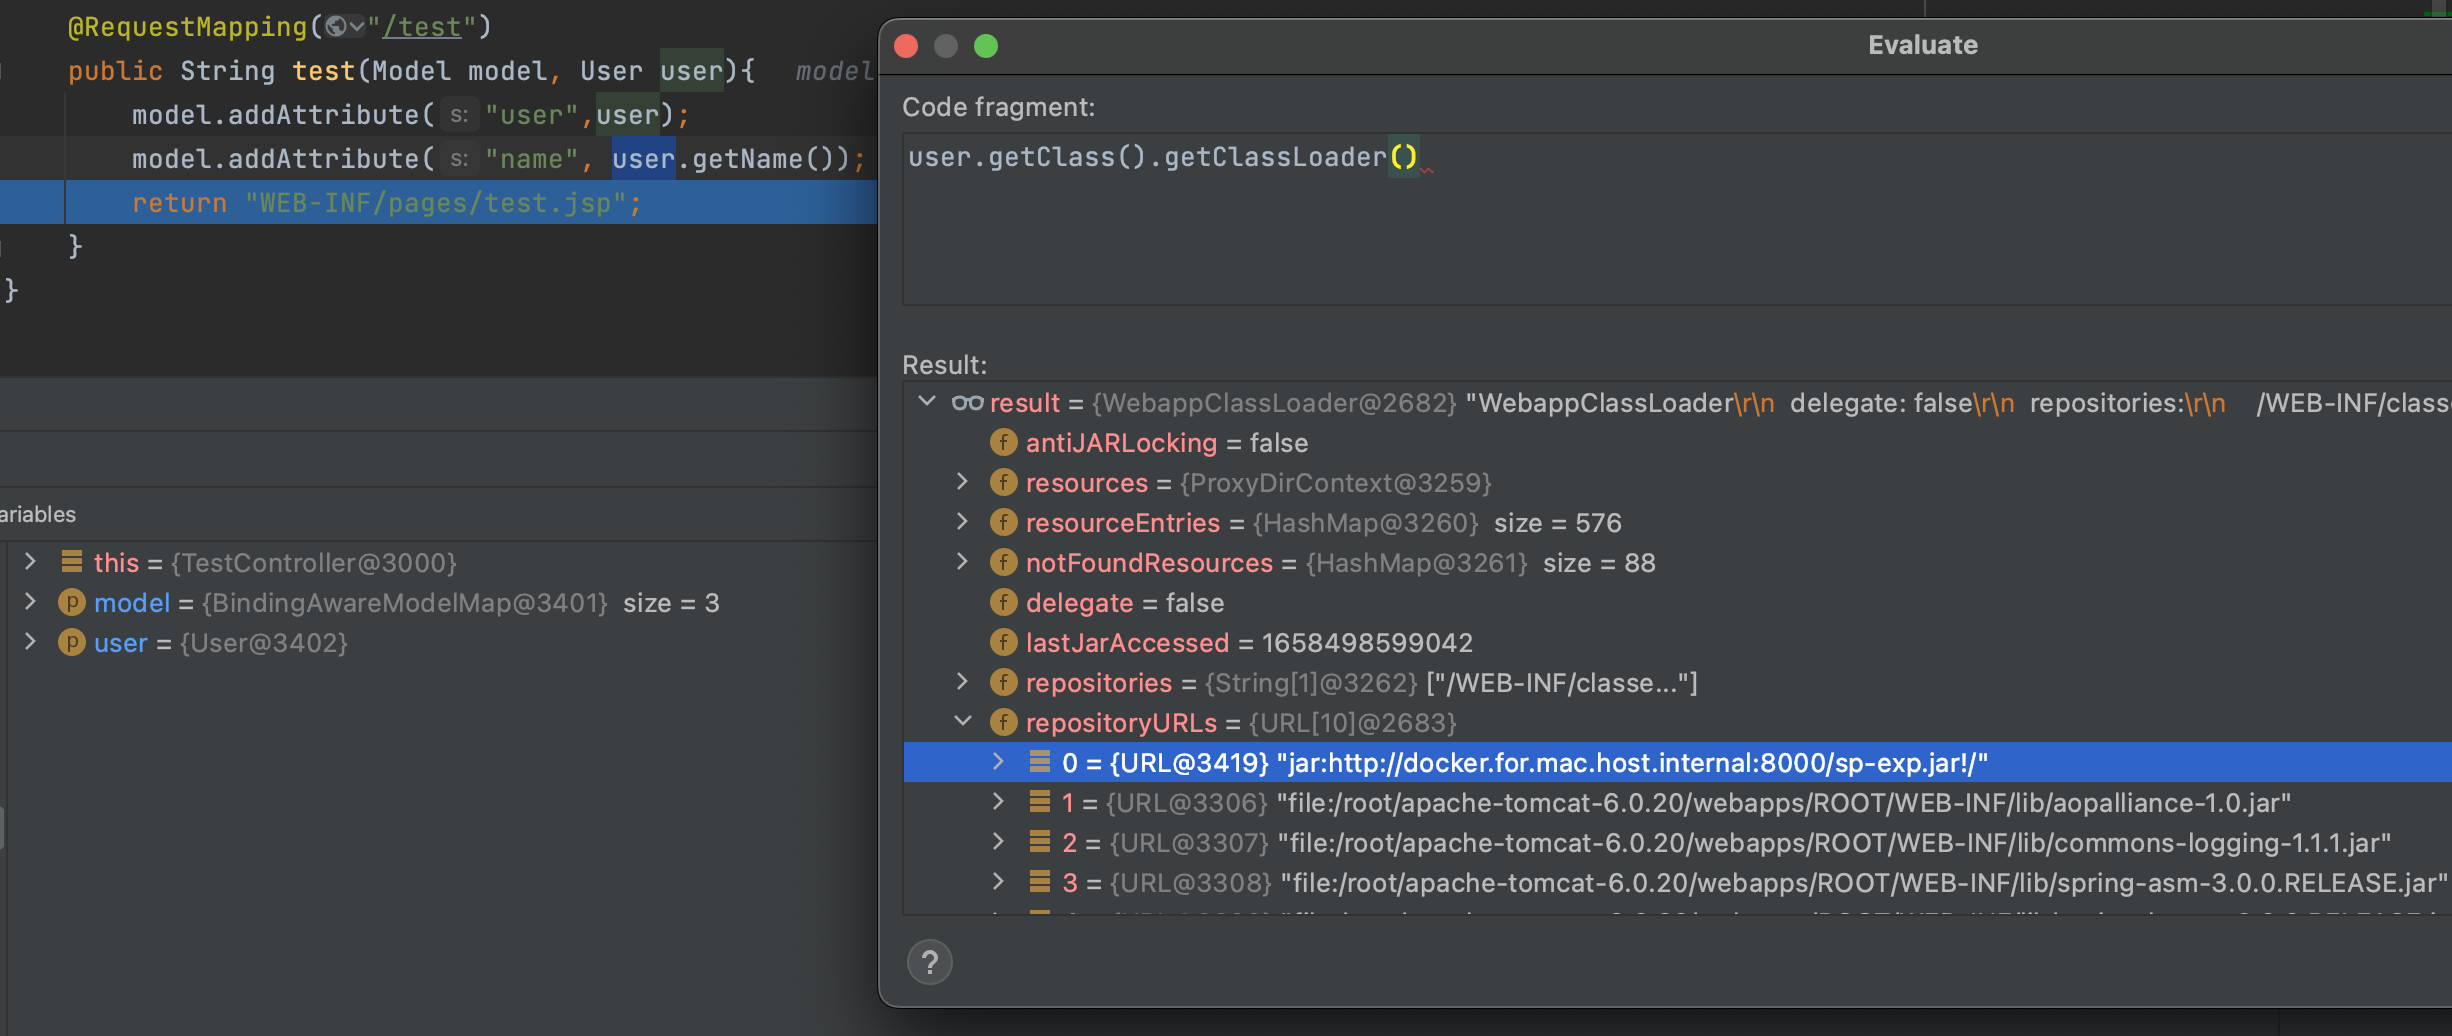 @RequestMapping("/test")
public String test(Model model, User user){ model
model.addAttribute( s: "user",user);
model.addAttribute( s: "name", user.getName());
return "WEB-INF/pages/test.jsp";
}
}
ariables
this = {TestController@3000}
model = {BindingAwareModelMap@3401} size = 3
user = {User@3402}
Evaluate
Code fragment:
user.getClass().getClassLoader()
Result:
result = {WebappClassLoader@2682} "WebappClassLoader\r\n delegate: false\r\n repositories:\r\n /WEB-INF/classe
antiJARLocking = false
resources = {ProxyDirContext@3259}
resourceEntries = {HashMap@3260} size = 576
notFoundResources = {HashMap@3261} size = 88
delegate = false
lastJarAccessed = 1658498599042
repositories = {String[1]@3262} ["/WEB-INF/classe..."]
repositoryURLs = {URL[10]@2683}
0 = {URL@3419} "jar:http://docker.for.mac.host.internal:8000/sp-exp.jar!/"
1 = {URL@3306} "file:/root/apache-tomcat-6.0.20/webapps/ROOT/WEB-INF/lib/aopalliance-1.0.jar"
2 = {URL@3307} "file:/root/apache-tomcat-6.0.20/webapps/ROOT/WEB-INF/lib/commons-logging-1.1.1.jar"
3 = {URL@3308} "file:/root/apache-tomcat-6.0.20/webapps/ROOT/WEB-INF/lib/spring-asm-3.0.0.RELEASE.jar"
?